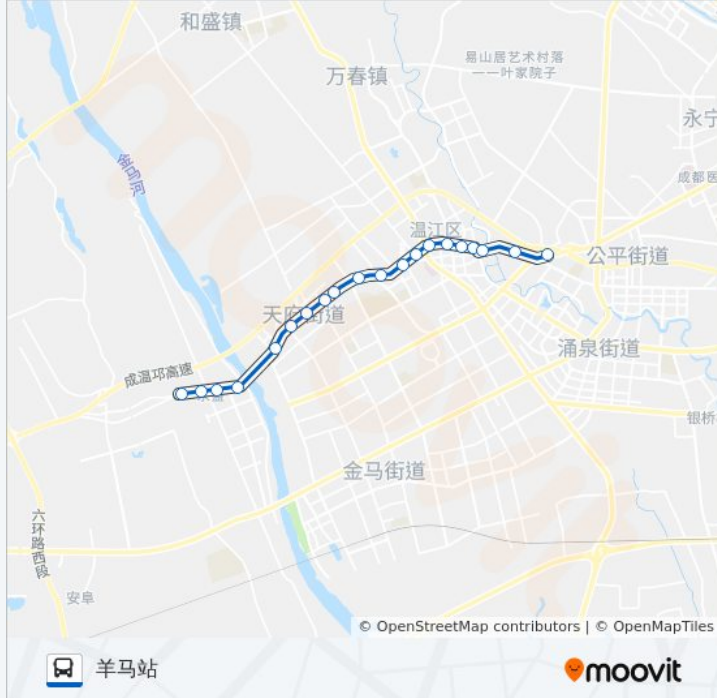 和盛镇
万春镇
易山居艺术村落
一一叶家院子
永宁
金马河
成都医
温江区
公平街道
天府街道
涌泉街道
成温邛高速
银桥
金马街道
六环路西段
安阜
© OpenStreetMap contributors | © OpenMapTiles
羊马站
moovit